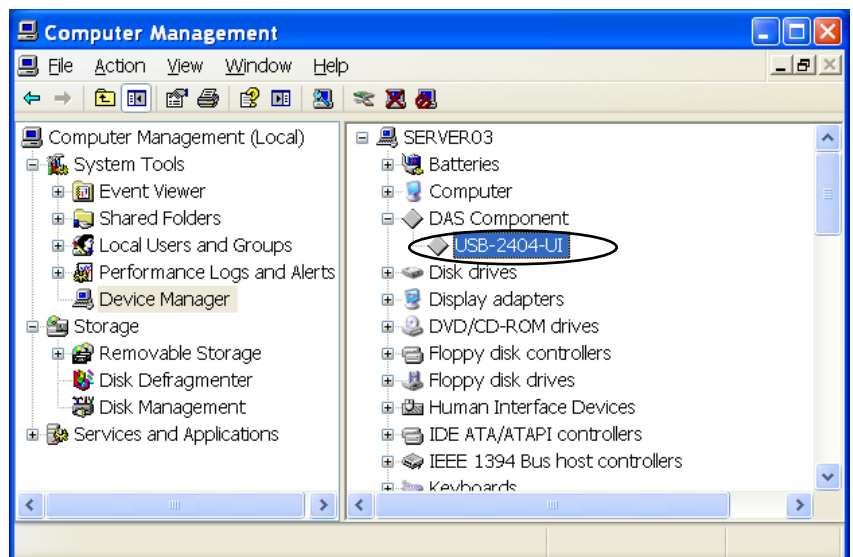 Computer Management
File Action View Window Help
Computer Management (Local)
System Tools
Event Viewer
Shared Folders
Local Users and Groups
Performance Logs and Alerts
Device Manager
Storage
Removable Storage
Disk Defragmenter
Disk Management
Services and Applications
SERVER03
Batteries
Computer
DAS Component
USB-2404-UI
Disk drives
Display adapters
DVD/CD-ROM drives
Floppy disk controllers
Floppy disk drives
Human Interface Devices
IDE ATA/ATAPI controllers
IEEE 1394 Bus host controllers
Keyboards